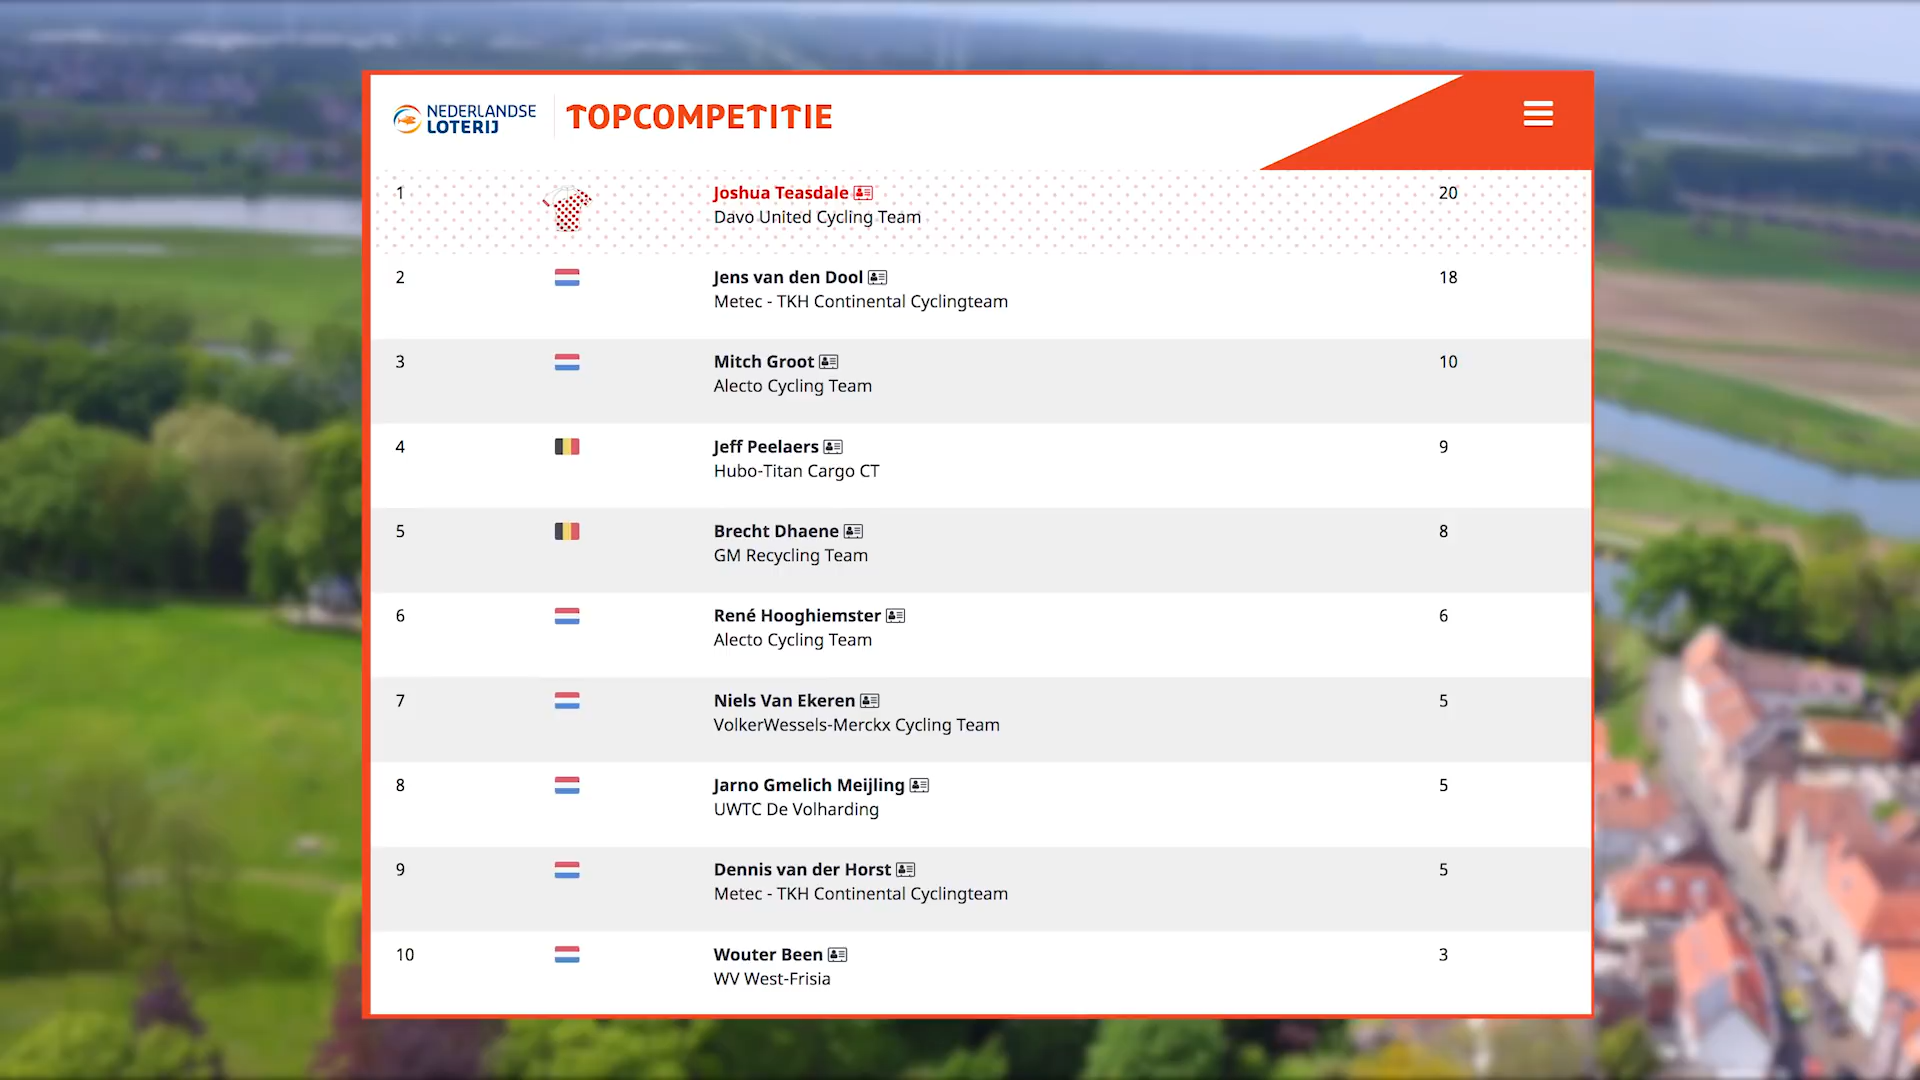 NEDERLANDSE
LOTERIJ
TOPCOMPETITIE
1 Joshua Teasdale 20
Davo United Cycling Team
2 Jens van den Dool 18
Metec - TKH Continental Cyclingteam
3 Mitch Groot 10
Alecto Cycling Team
4 Jeff Peelaers 9
Hubo-Titan Cargo CT
5 Brecht Dhaene 8
GM Recycling Team
6 René Hooghiemster 6
Alecto Cycling Team
7 Niels Van Ekeren 5
VolkerWessels-Merckx Cycling Team
8 Jarno Gmelich Meijling 5
UWTC De Volharding
9 Dennis van der Horst 5
Metec - TKH Continental Cyclingteam
10 Wouter Been 3
WV West-Frisia